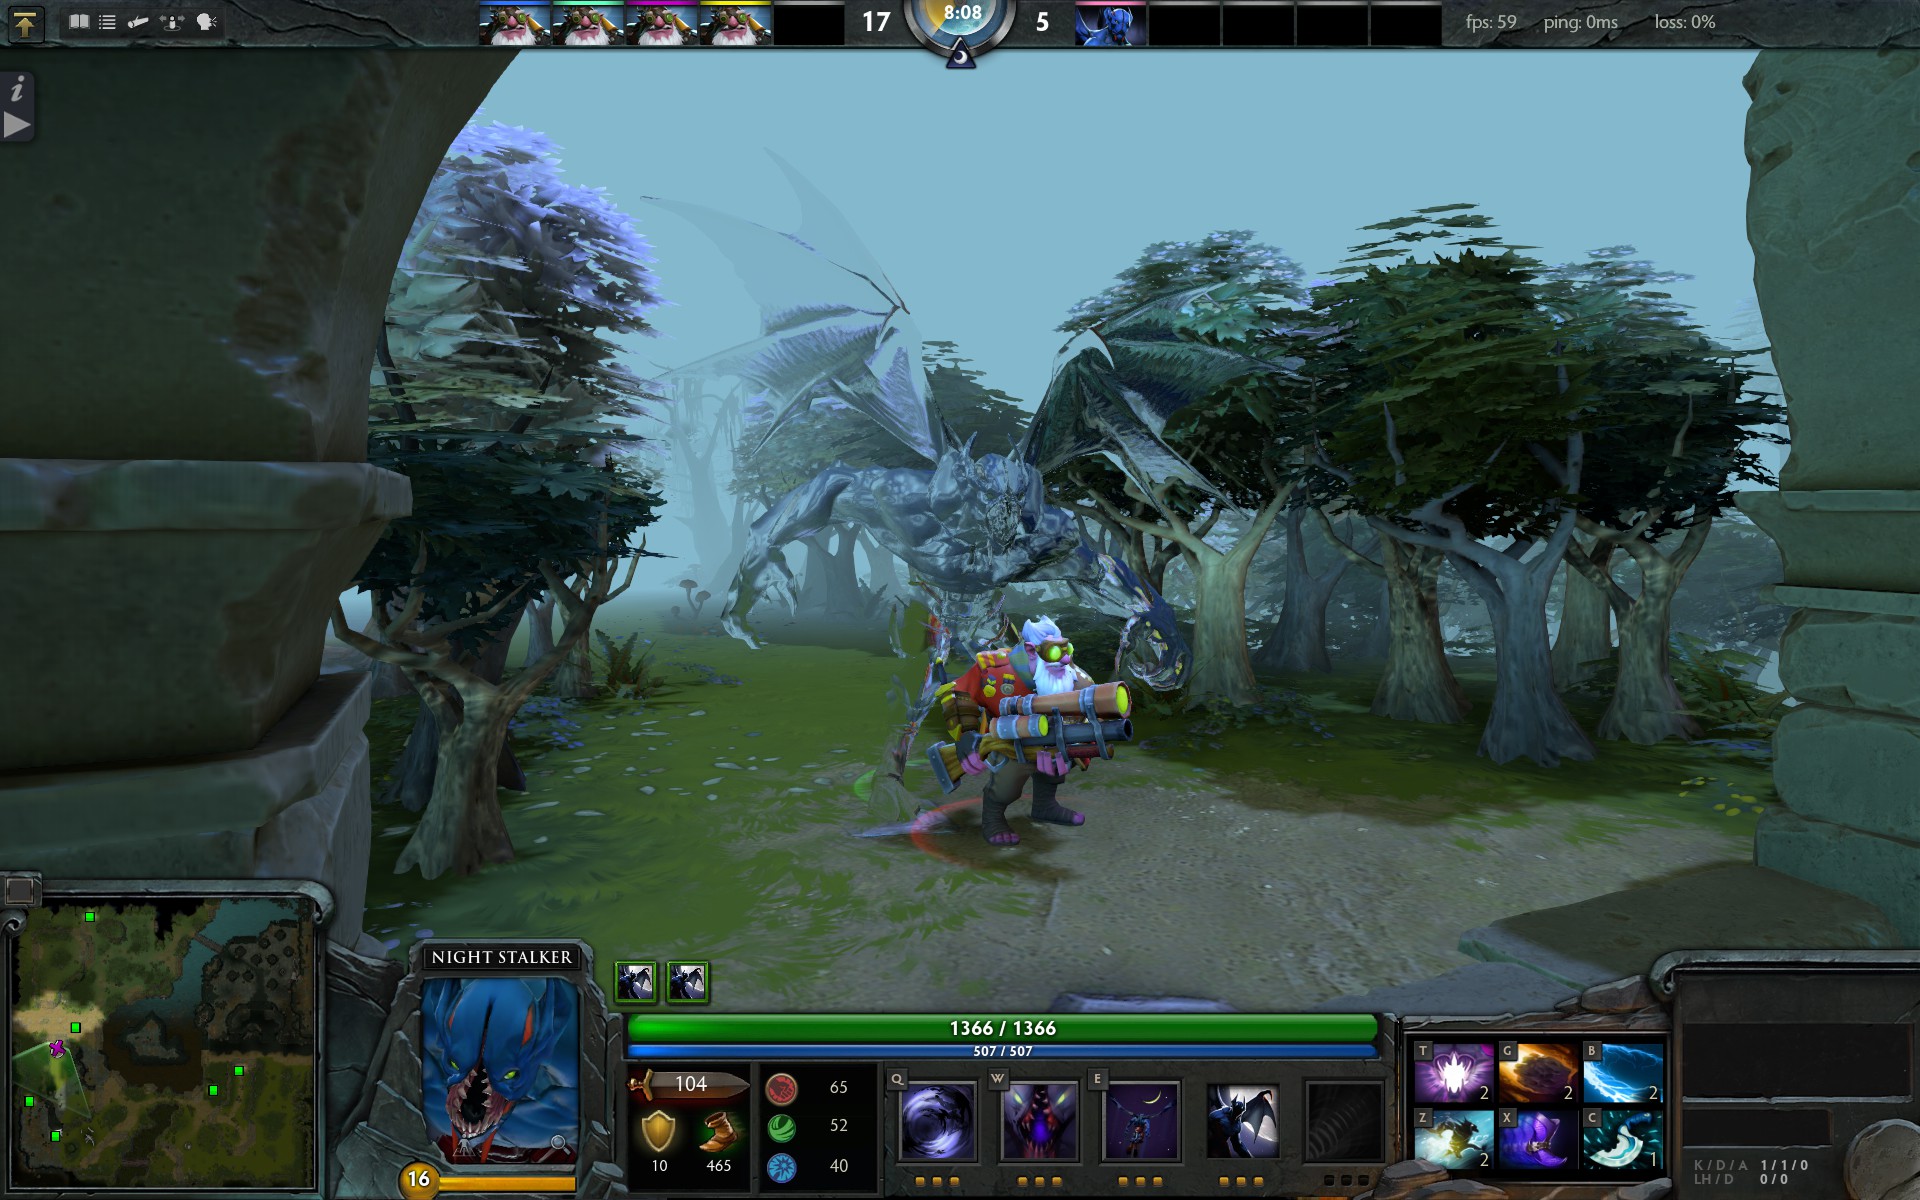 17
8:08
5
fps: 59 ping: 0ms loss: 0%
i
NIGHT STALKER
1366 / 1366
507 / 507
16
104
10
465
65
52
40
Q
W
E
T
2
G
2
B
2
Z
2
X
C
1
K / D / A 1 / 1 / 0
LH / D 0 / 0